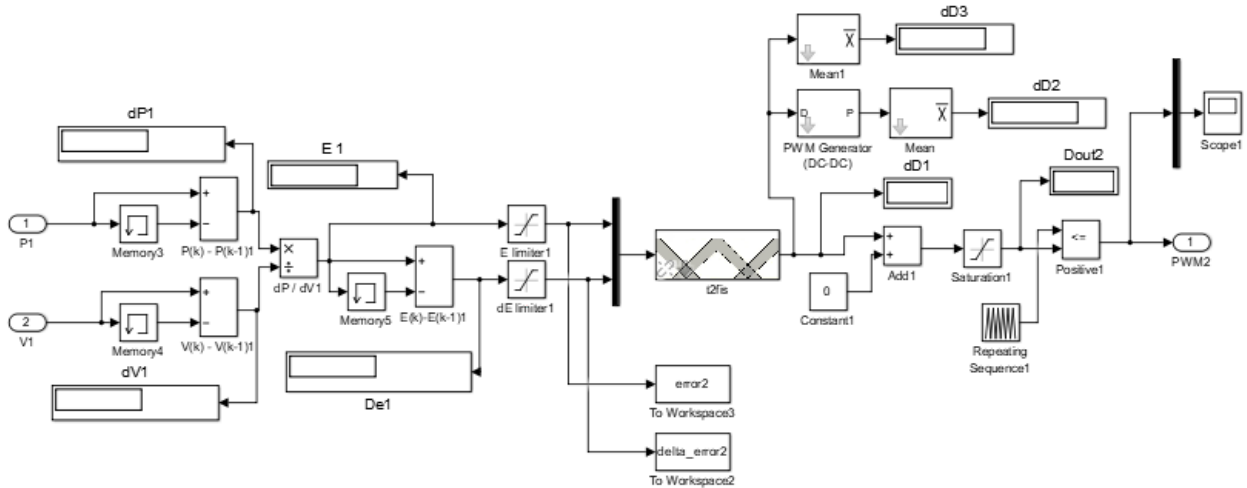 dD3
X
Mean1
dD2
D
P
X
PWM Generator
(DC-DC)
Mean
Scope1
dP1
E 1
dD1
Dout2
1
P1
+
−
Memory3
P(k) - P(k-1)1
×
÷
dP / dV1
E limiter1
+
−
Memory5
E(k)-E(k-1)1
dE limiter1
t2fis
+
+
Add1
Saturation1
<=
Positive1
1
PWM2
0
Constant1
Repeating
Sequence1
2
V1
+
−
Memory4
V(k) - V(k-1)1
dV1
De1
error2
To Workspace3
delta_error2
To Workspace2